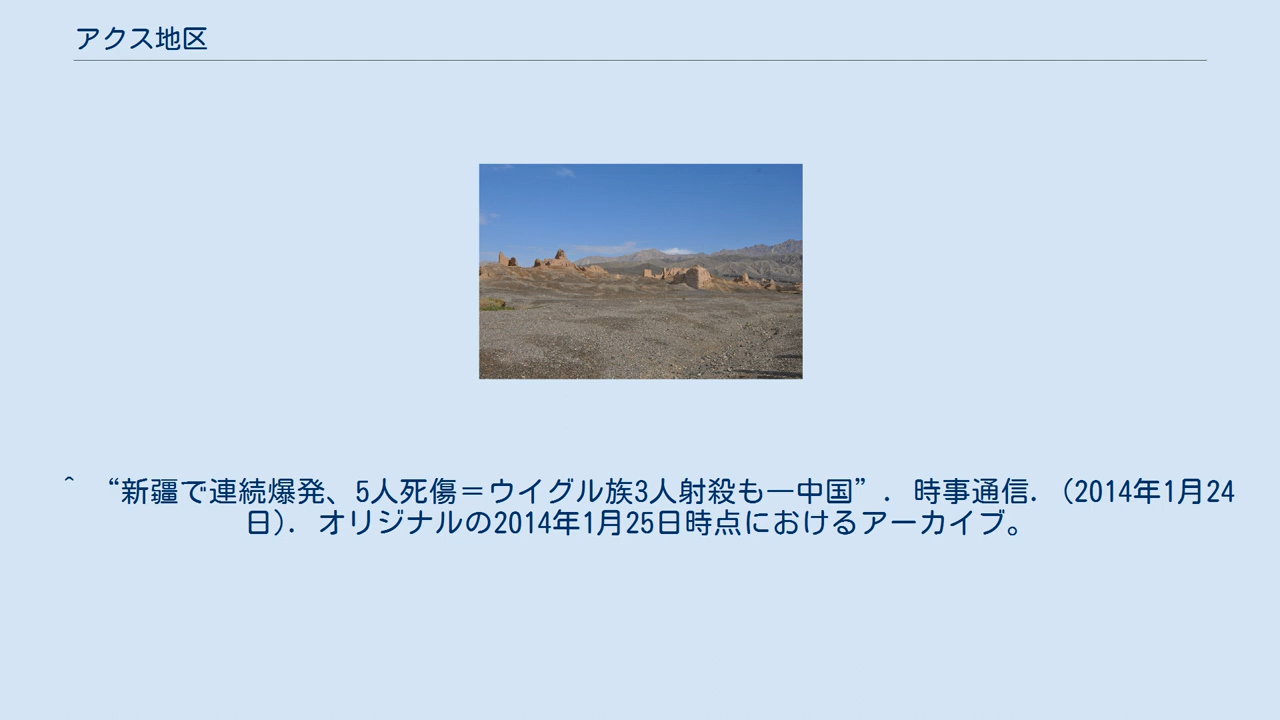 アクス地区
^ “新疆で連続爆発、5人死傷＝ウイグル族3人射殺も―中国”. 時事通信. (2014年1月24
日). オリジナルの2014年1月25日時点におけるアーカイブ。